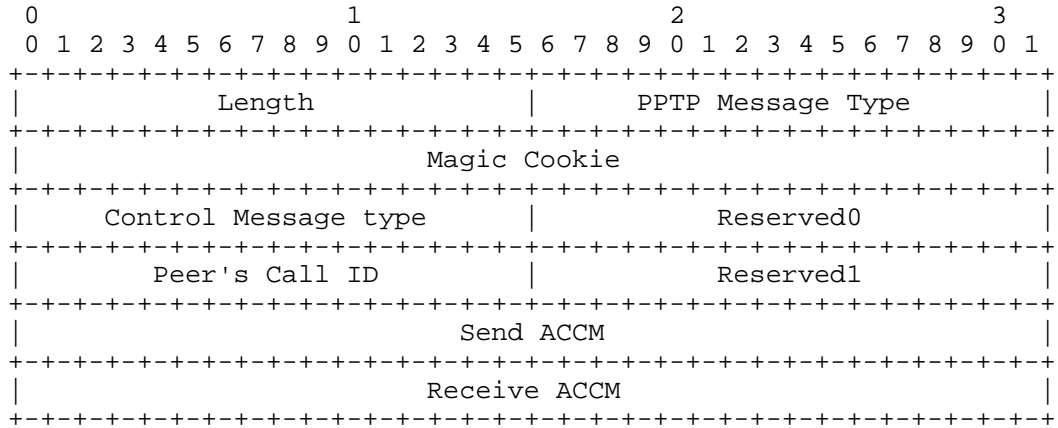 0                   1                   2                   3
 0 1 2 3 4 5 6 7 8 9 0 1 2 3 4 5 6 7 8 9 0 1 2 3 4 5 6 7 8 9 0 1
+-+-+-+-+-+-+-+-+-+-+-+-+-+-+-+-+-+-+-+-+-+-+-+-+-+-+-+-+-+-+-+-+
|            Length             |      PPTP Message Type        |
+-+-+-+-+-+-+-+-+-+-+-+-+-+-+-+-+-+-+-+-+-+-+-+-+-+-+-+-+-+-+-+-+
|                         Magic Cookie                          |
+-+-+-+-+-+-+-+-+-+-+-+-+-+-+-+-+-+-+-+-+-+-+-+-+-+-+-+-+-+-+-+-+
|     Control Message type      |           Reserved0           |
+-+-+-+-+-+-+-+-+-+-+-+-+-+-+-+-+-+-+-+-+-+-+-+-+-+-+-+-+-+-+-+-+
|        Peer's Call ID         |           Reserved1           |
+-+-+-+-+-+-+-+-+-+-+-+-+-+-+-+-+-+-+-+-+-+-+-+-+-+-+-+-+-+-+-+-+
|                           Send ACCM                           |
+-+-+-+-+-+-+-+-+-+-+-+-+-+-+-+-+-+-+-+-+-+-+-+-+-+-+-+-+-+-+-+-+
|                         Receive ACCM                          |
+-+-+-+-+-+-+-+-+-+-+-+-+-+-+-+-+-+-+-+-+-+-+-+-+-+-+-+-+-+-+-+-+